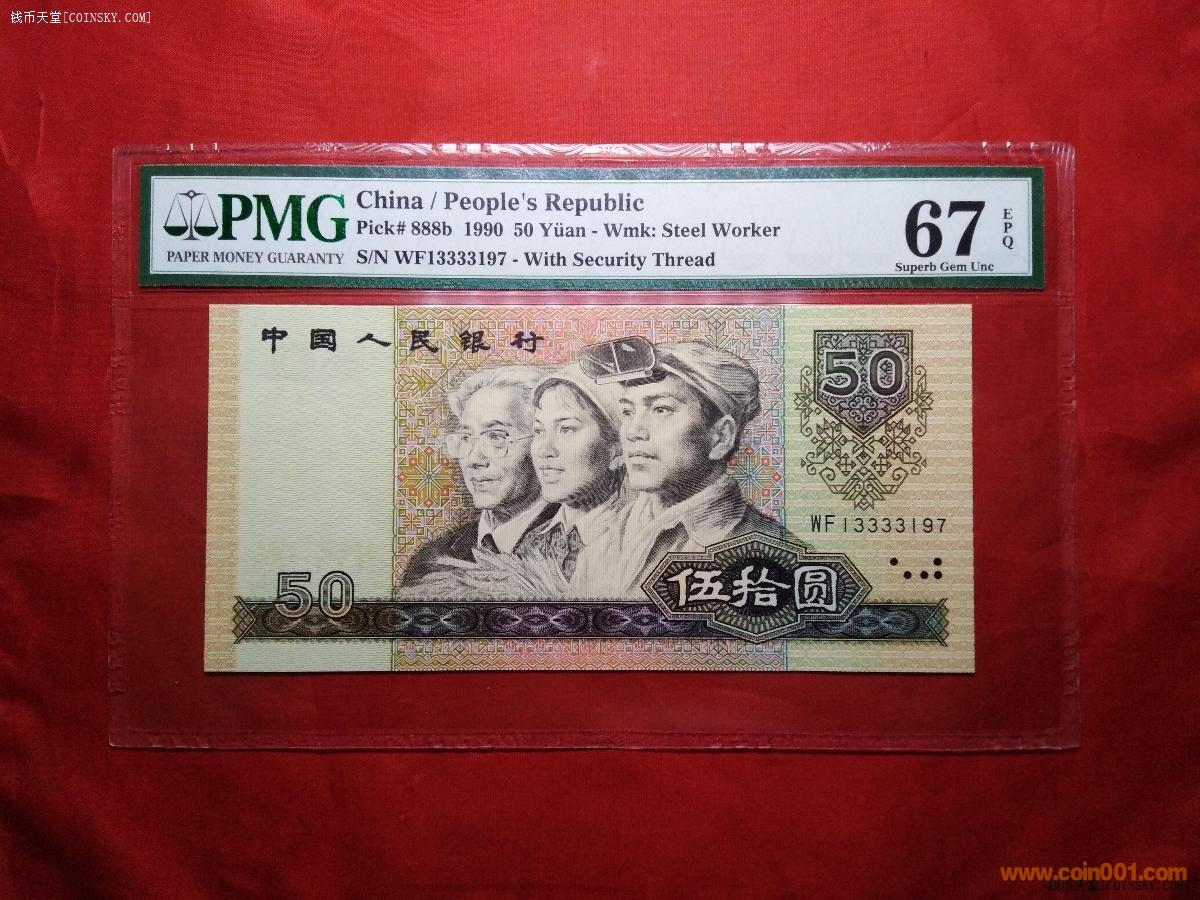 钱币天堂[COINSKY.COM]
PMG
PAPER MONEY GUARANTY
China / People's Republic
Pick# 888b 1990 50 Yüan - Wmk: Steel Worker
S/N WF13333197 - With Security Thread
67
EPQ
Superb Gem Unc
中国人民银行
50
WF13333197
50
伍拾圆
www.coin001.com
钱币天堂[COINSKY.COM]